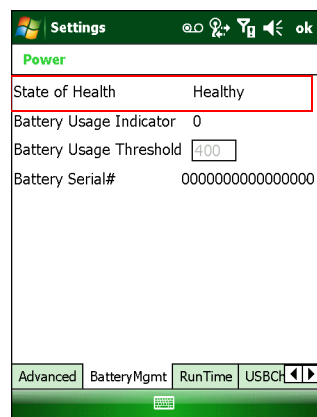 Settings ok
Power
State of Health Healthy
Battery Usage Indicator 0
Battery Usage Threshold 400
Battery Serial# 0000000000000000
Advanced BatteryMgmt RunTime USBCh